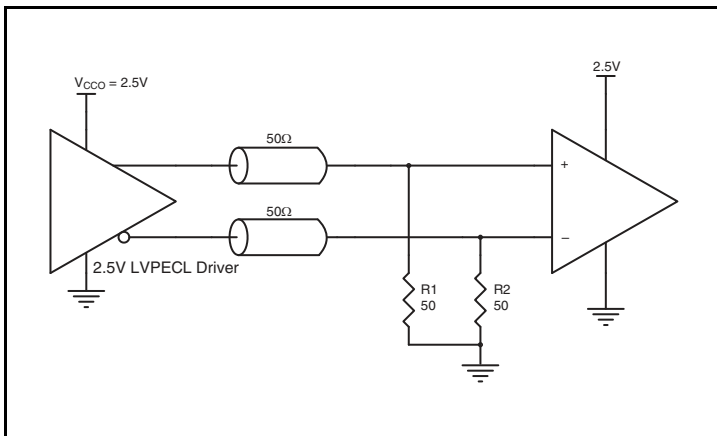 V_CCO = 2.5V
2.5V
50Ω
+
50Ω
−
2.5V LVPECL Driver
R1
50
R2
50